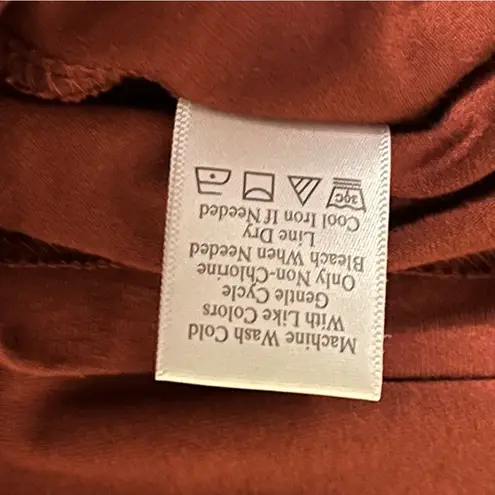 Machine Wash Cold
With Like Colors
Gentle Cycle
Only Non-Chlorine
Bleach When Needed
Line Dry
Cool Iron If Needed
30C